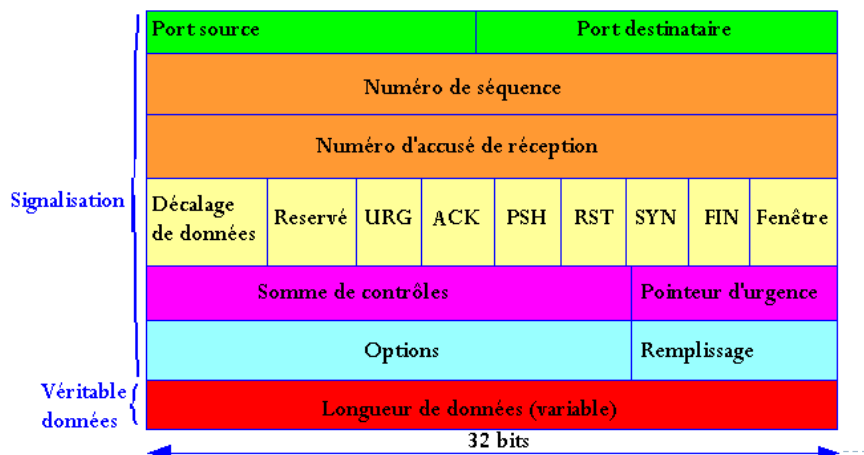 Port source
Port destinataire
Numéro de séquence
Numéro d'accusé de réception
Signalisation
Décalage
de données
Reservé
URG
ACK
PSH
RST
SYN
FIN
Fenêtre
Somme de contrôles
Pointeur d'urgence
Options
Remplissage
Véritable
données
Longueur de données (variable)
32 bits